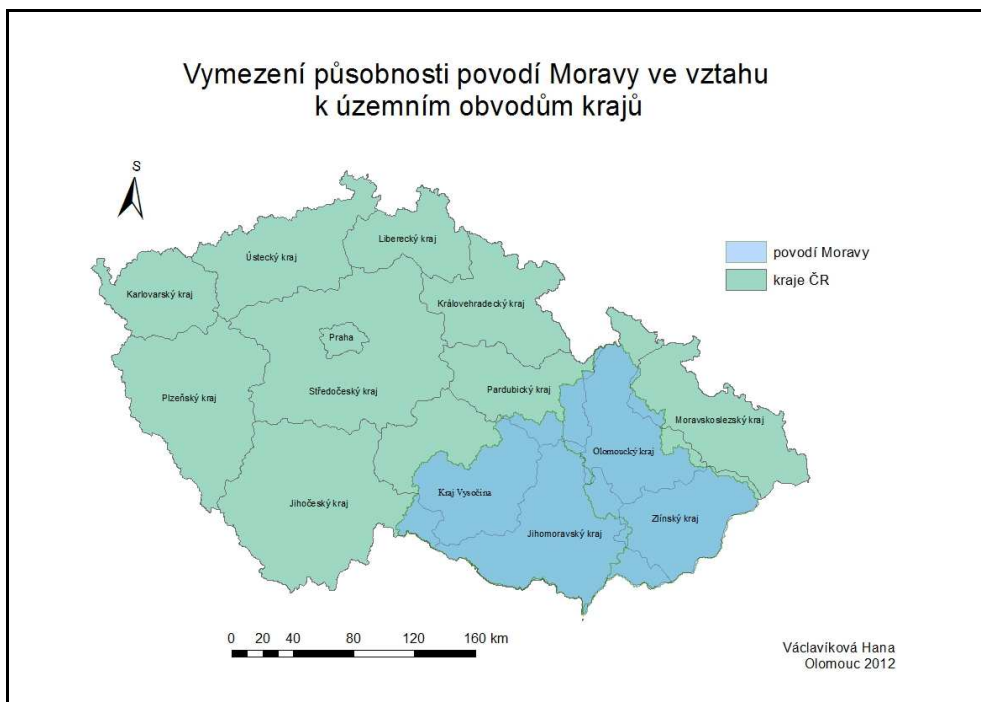 Vymezení působnosti povodí Moravy ve vztahu
k územním obvodům krajů
S
Liberecký kraj
Ústecký kraj
povodí Moravy
kraje ČR
Karlovarský kraj
Královehradecký kraj
Praha
Plzeňský kraj
Středočeský kraj
Pardubický kraj
Moravskoslezský kraj
Olomoucký kraj
Kraj Vysočina
Jihočeský kraj
Zlínský kraj
Jihomoravský kraj
0 20 40 80 120 160 km
Václavíková Hana
Olomouc 2012